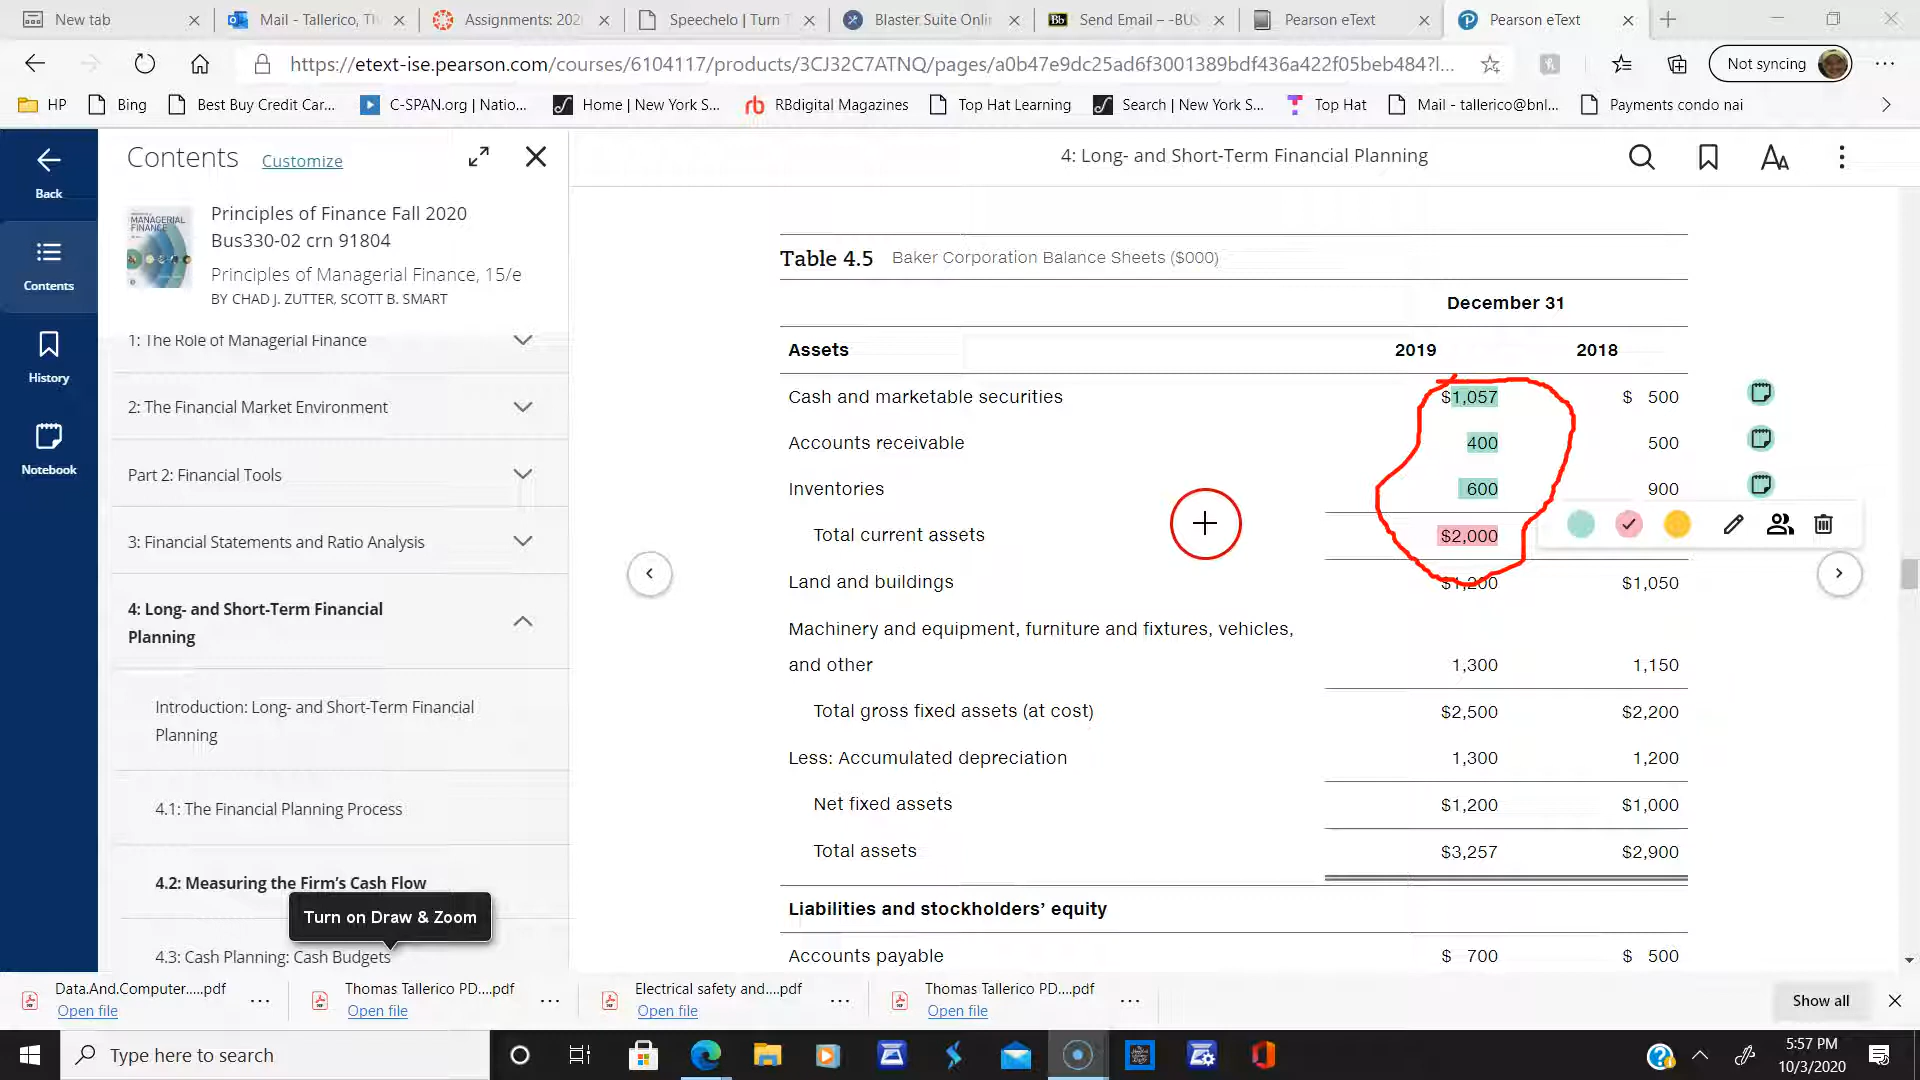 New tab
Mail - Tallerico, Th
Assignments: 202
Speechelo | Turn T
Blaster Suite Onlin
Send Email – -BUS
Pearson eText
Pearson eText
https://etext-ise.pearson.com/courses/6104117/products/3CJ32C7ATNQ/pages/a0b47e9dc25ad6f3001389bdf436a422f05beb484?l...
Not syncing
HP
Bing
Best Buy Credit Car...
C-SPAN.org | Natio...
Home | New York S...
RBdigital Magazines
Top Hat Learning
Search | New York S...
Top Hat
Mail - tallerico@bnl...
Payments condo nai
Back
Contents
History
Notebook
Contents Customize
Principles of Finance Fall 2020
Bus330-02 crn 91804
Principles of Managerial Finance, 15/e
BY CHAD J. ZUTTER, SCOTT B. SMART
MANAGERIAL
FINANCE
1: The Role of Managerial Finance
2: The Financial Market Environment
Part 2: Financial Tools
3: Financial Statements and Ratio Analysis
4: Long- and Short-Term Financial
Planning
Introduction: Long- and Short-Term Financial
Planning
4.1: The Financial Planning Process
4.2: Measuring the Firm's Cash Flow
Turn on Draw & Zoom
4.3: Cash Planning: Cash Budgets
4: Long- and Short-Term Financial Planning
Table 4.5 Baker Corporation Balance Sheets ($000)
December 31
Assets 2019 2018
Cash and marketable securities $1,057 $ 500
Accounts receivable 400 500
Inventories 600 900
Total current assets $2,000
Land and buildings $1,200 $1,050
Machinery and equipment, furniture and fixtures, vehicles,
and other 1,300 1,150
Total gross fixed assets (at cost) $2,500 $2,200
Less: Accumulated depreciation 1,300 1,200
Net fixed assets $1,200 $1,000
Total assets $3,257 $2,900
Liabilities and stockholders' equity
Accounts payable $ 700 $ 500
Data.And.Computer.....pdf
Open file
Thomas Tallerico PD....pdf
Open file
Electrical safety and....pdf
Open file
Thomas Tallerico PD....pdf
Open file
Show all
Type here to search
5:57 PM
10/3/2020